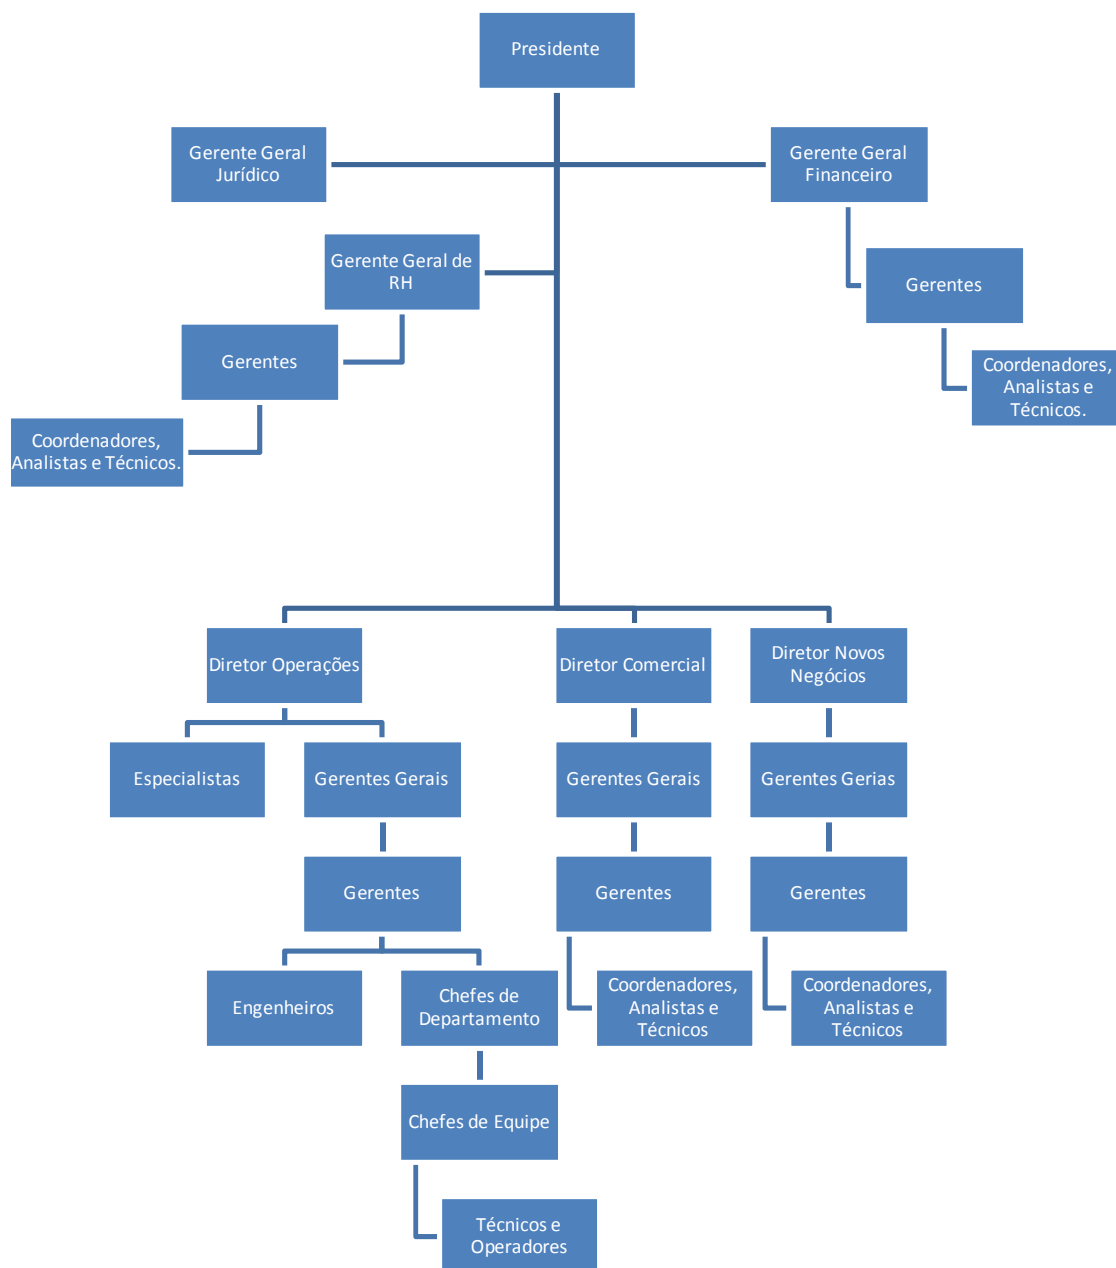 Presidente
Gerente Geral
Jurídico
Gerente Geral
Financeiro
Gerente Geral de
RH
Gerentes
Gerentes
Coordenadores,
Analistas e
Técnicos.
Coordenadores,
Analistas e Técnicos.
Diretor Operações
Diretor Comercial
Diretor Novos
Negócios
Especialistas
Gerentes Gerais
Gerentes Gerais
Gerentes Gerias
Gerentes
Gerentes
Gerentes
Engenheiros
Chefes de
Departamento
Coordenadores,
Analistas e
Técnicos
Coordenadores,
Analistas e
Técnicos
Chefes de Equipe
Técnicos e
Operadores